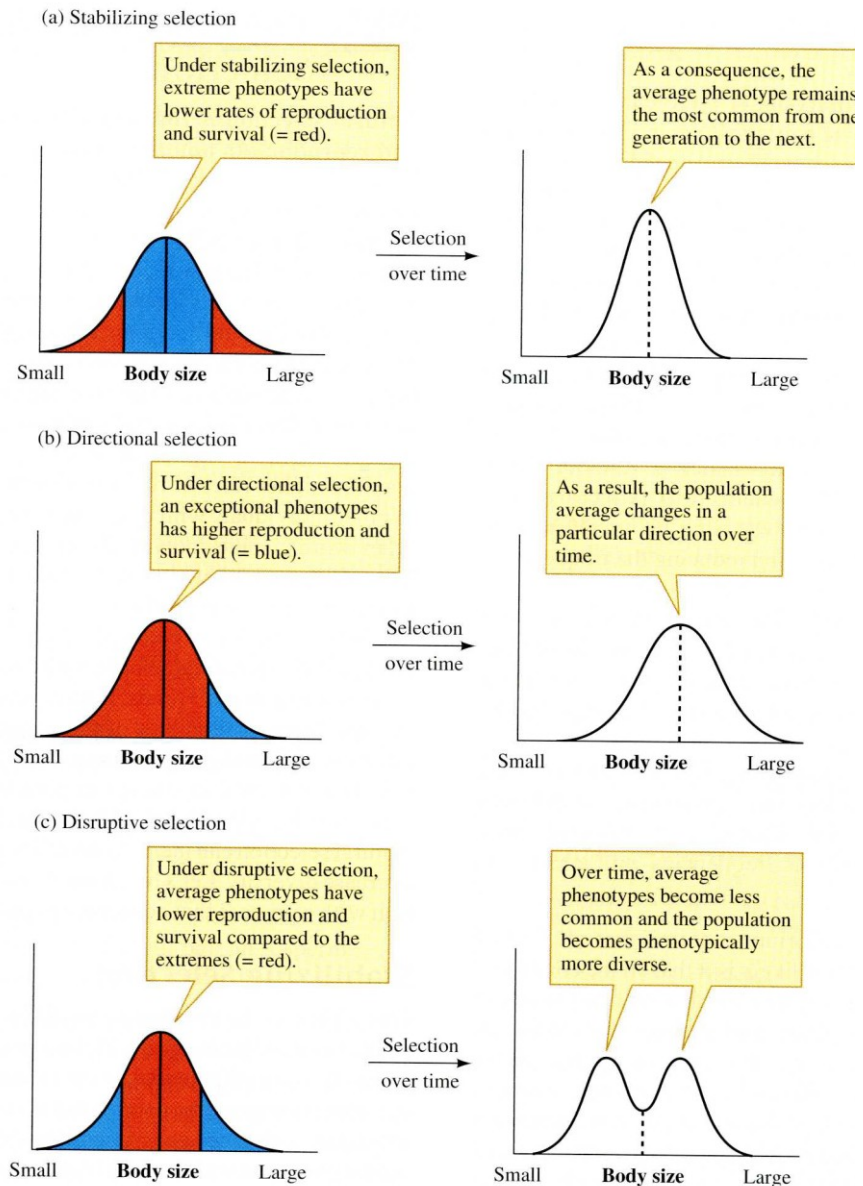 (a) Stabilizing selection
Under stabilizing selection,
extreme phenotypes have
lower rates of reproduction
and survival (= red).
As a consequence, the
average phenotype remains
the most common from one
generation to the next.
Selection
over time
Small Body size Large
Small Body size Large
(b) Directional selection
Under directional selection,
an exceptional phenotypes
has higher reproduction and
survival (= blue).
As a result, the population
average changes in a
particular direction over
time.
Selection
over time
Small Body size Large
Small Body size Large
(c) Disruptive selection
Under disruptive selection,
average phenotypes have
lower reproduction and
survival compared to the
extremes (= red).
Over time, average
phenotypes become less
common and the population
becomes phenotypically
more diverse.
Selection
over time
Small Body size Large
Small Body size Large